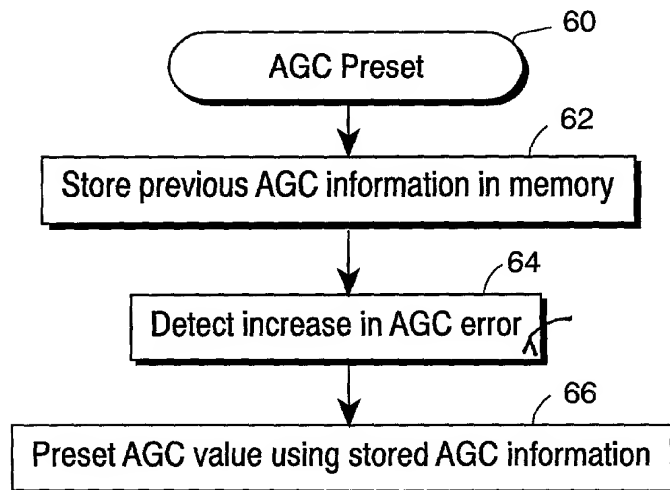 60
AGC Preset
62
Store previous AGC information in memory
64
Detect increase in AGC error
66
Preset AGC value using stored AGC information